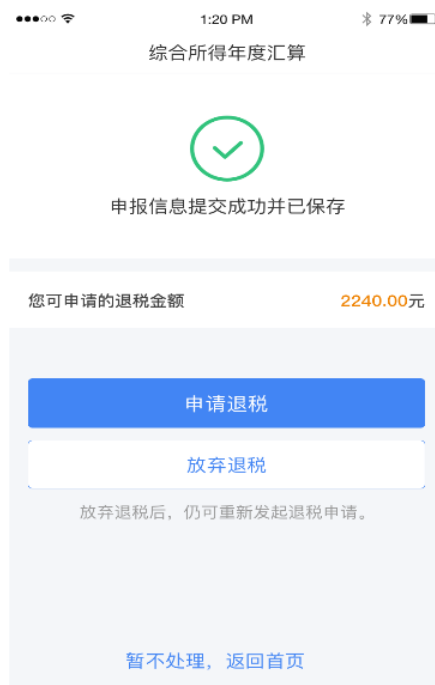 1:20 PM
77%
综合所得年度汇算
申报信息提交成功并已保存
您可申请的退税金额
2240.00元
申请退税
放弃退税
放弃退税后，仍可重新发起退税申请。
暂不处理，返回首页